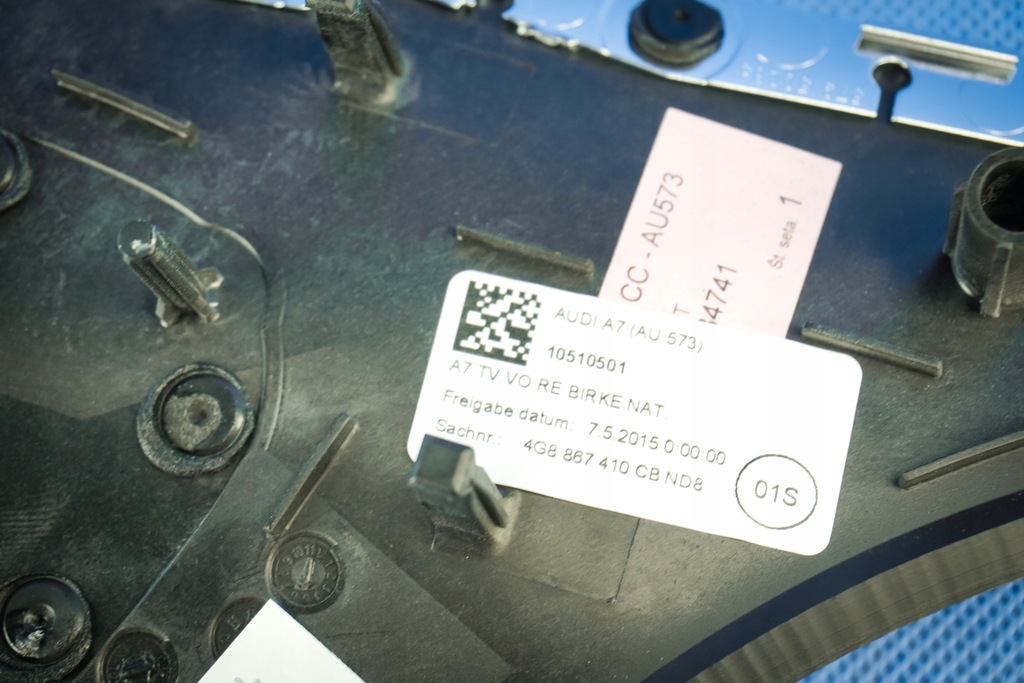 CC - AU573
Št. seta: 1
AUDI A7 (AU 573)
10510501
A7 TV VO RE BIRKE NAT.
Freigabe datum: 7.5.2015 0:00:00
Sachnr.: 4G8 867 410 CB ND8
01S